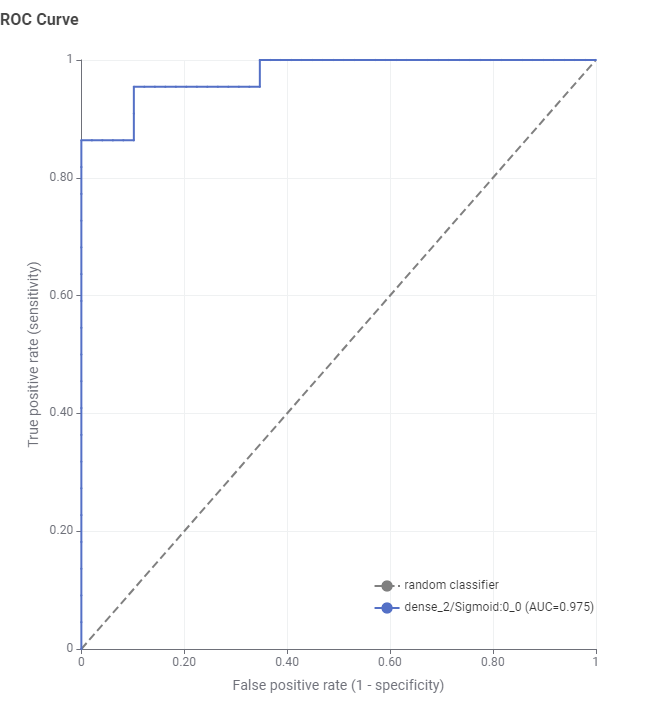 ROC Curve
1
0.80
0.60
0.40
0.20
0
True positive rate (sensitivity)
random classifier
dense_2/Sigmoid:0_0 (AUC=0.975)
0 0.20 0.40 0.60 0.80 1
False positive rate (1 - specificity)